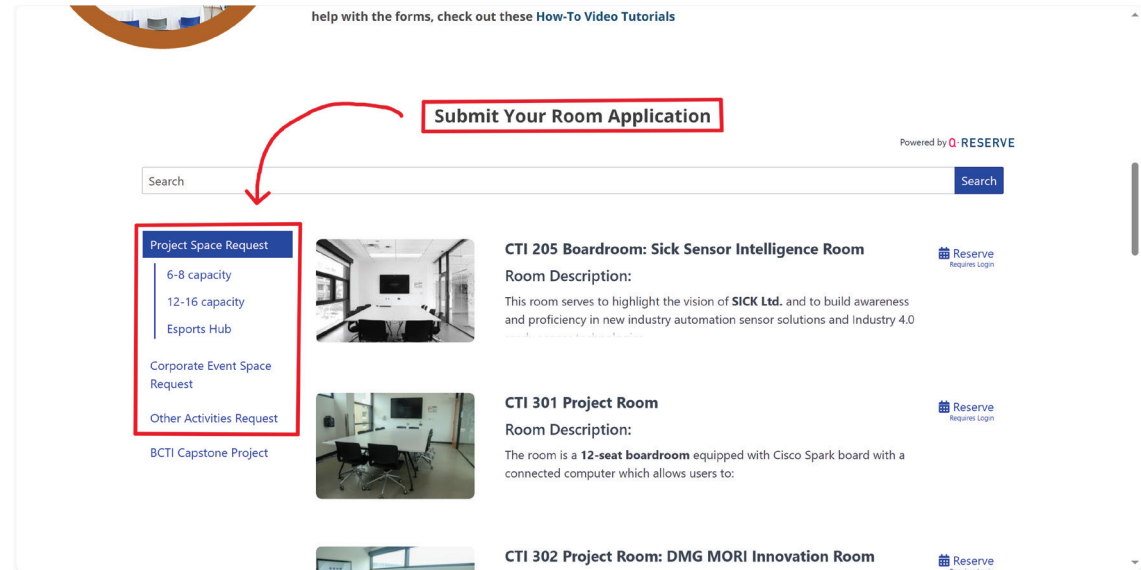 help with the forms, check out these How-To Video Tutorials
Submit Your Room Application
Powered by Q·RESERVE
Search
Search
Project Space Request
6-8 capacity
12-16 capacity
Esports Hub
Corporate Event Space
Request
Other Activities Request
BCTI Capstone Project
CTI 205 Boardroom: Sick Sensor Intelligence Room
Reserve
Requires Login
Room Description:
This room serves to highlight the vision of SICK Ltd. and to build awareness
and proficiency in new industry automation sensor solutions and Industry 4.0
CTI 301 Project Room
Reserve
Requires Login
Room Description:
The room is a 12-seat boardroom equipped with Cisco Spark board with a
connected computer which allows users to:
CTI 302 Project Room: DMG MORI Innovation Room
Reserve